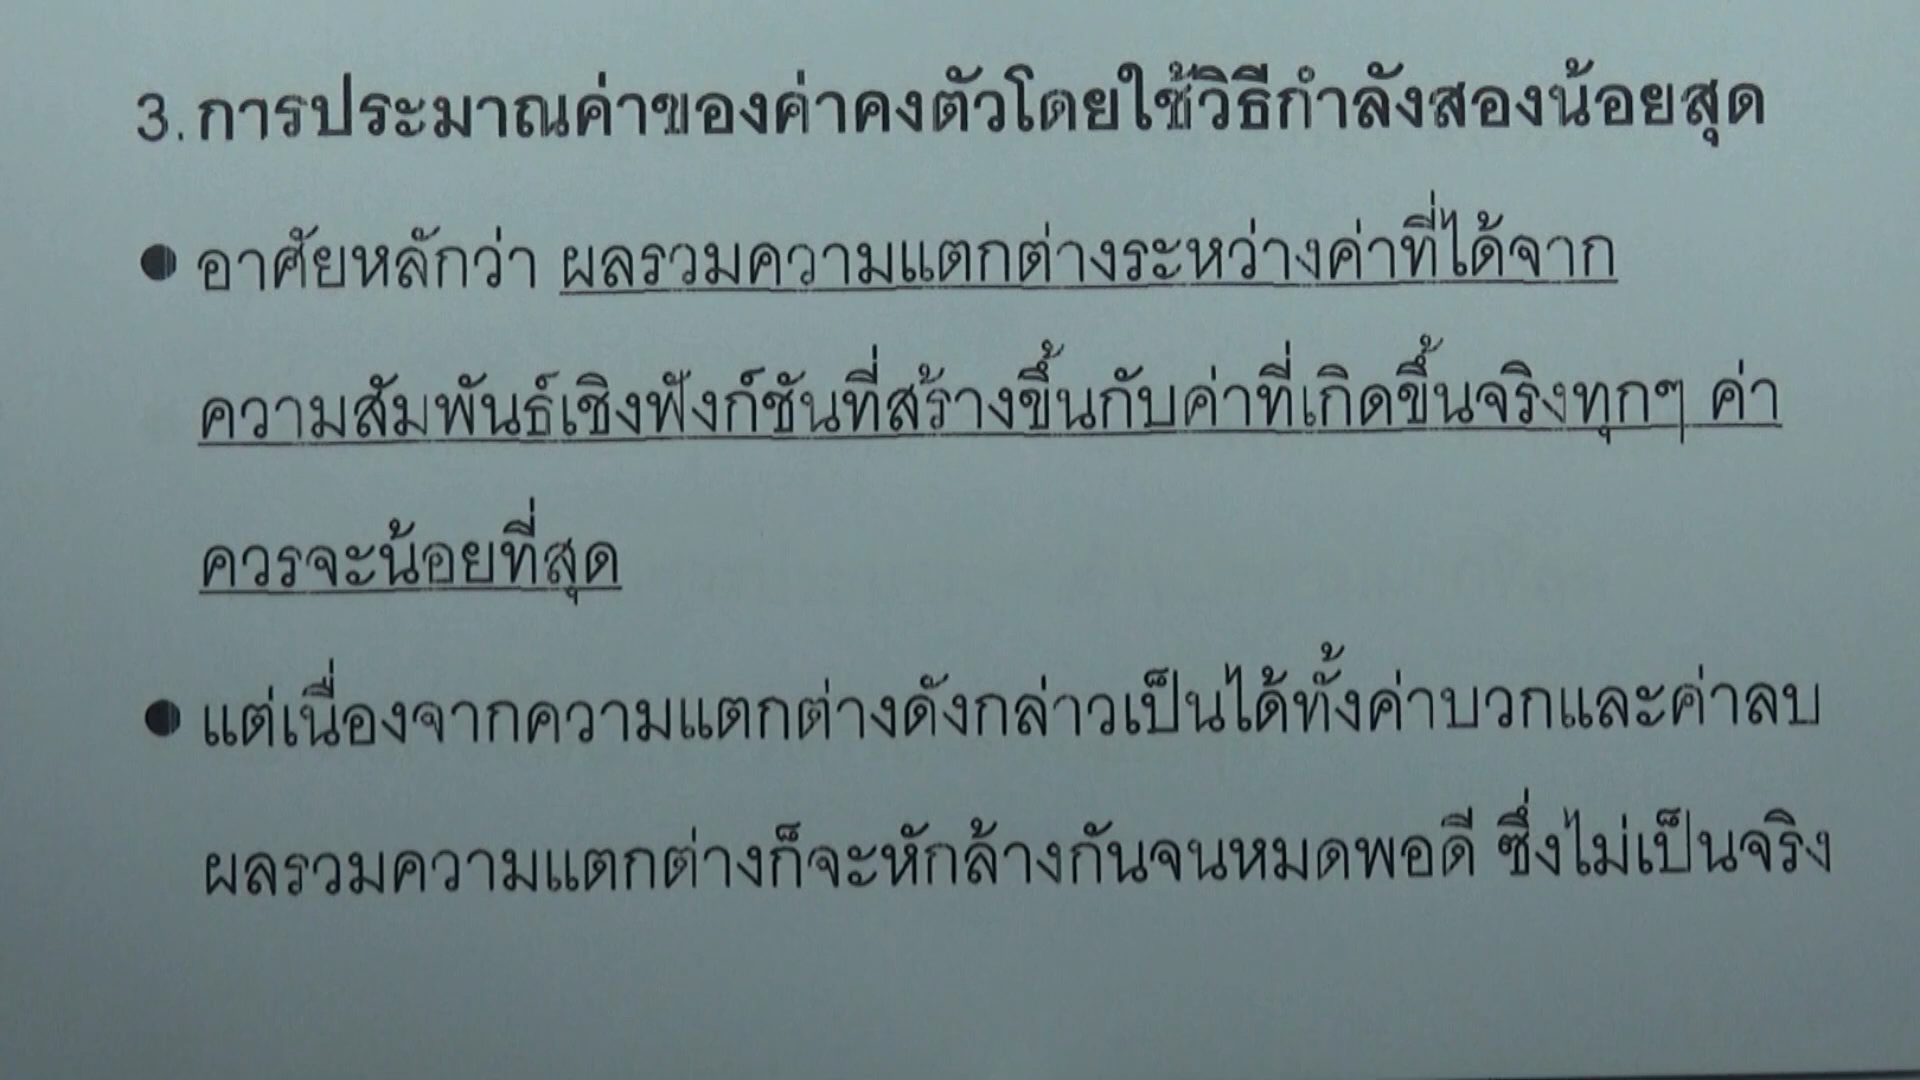 3. การประมาณค่าของค่าคงตัวโดยใช้วิธีกำลังสองน้อยสุด
● อาศัยหลักว่า ผลรวมความแตกต่างระหว่างค่าที่ได้จาก
ความสัมพันธ์เชิงฟังก์ชันที่สร้างขึ้นกับค่าที่เกิดขึ้นจริงทุกๆ ค่า
ควรจะน้อยที่สุด
● แต่เนื่องจากความแตกต่างดังกล่าวเป็นได้ทั้งค่าบวกและค่าลบ
ผลรวมความแตกต่างก็จะหักล้างกันจนหมดพอดี ซึ่งไม่เป็นจริง